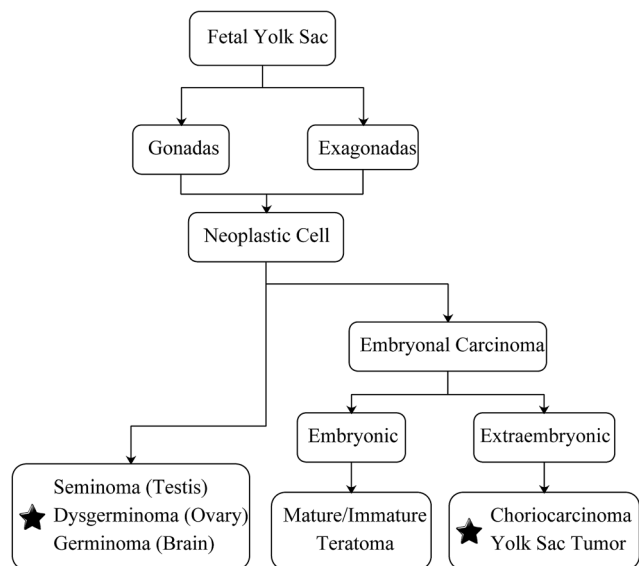 Fetal Yolk Sac
Gonadas
Exagonadas
Neoplastic Cell
Embryonal Carcinoma
Embryonic
Extraembryonic
Seminoma (Testis)
Dysgerminoma (Ovary)
Germinoma (Brain)
Mature/Immature
Teratoma
Choriocarcinoma
Yolk Sac Tumor